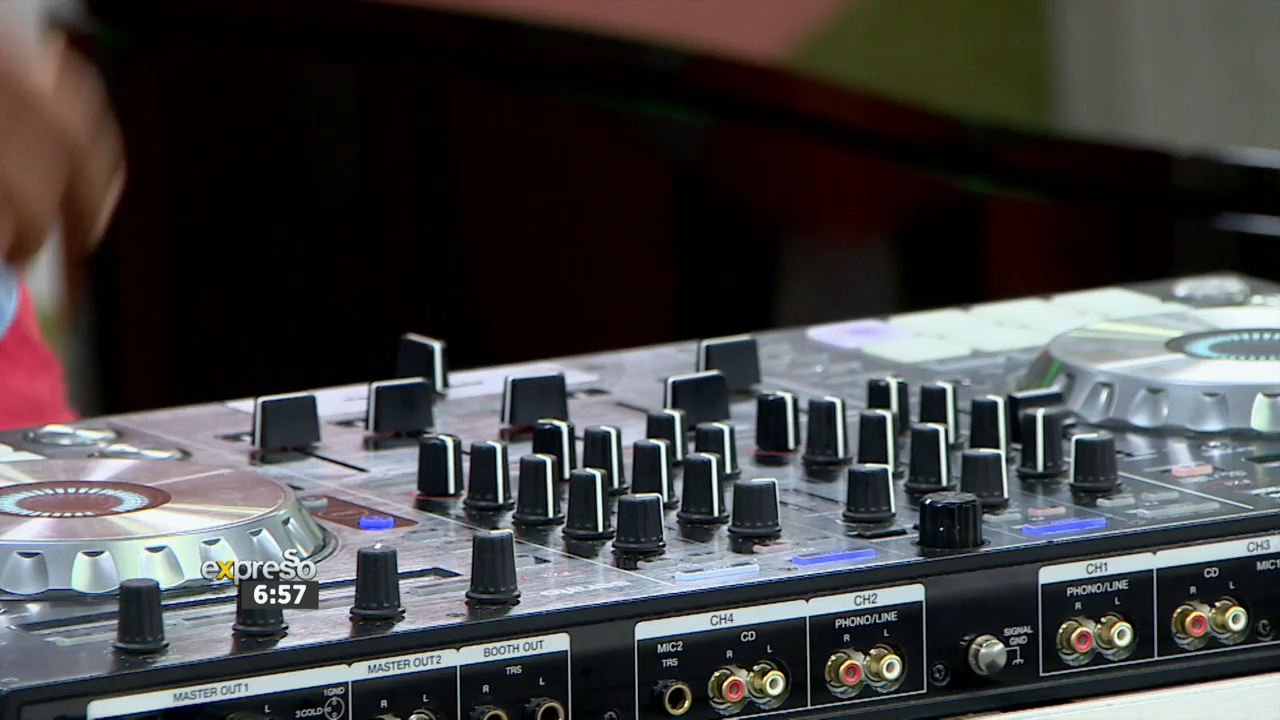 expresso
6:57
MASTER OUT1
L
1GND
3COLD
MASTER OUT2
R L
BOOTH OUT
TRS
R L
CH4
MIC2
TRS
CD
R L
CH2
PHONO/LINE
R L
SIGNAL
GND
CH1
PHONO/LINE
R L
CH3
CD
R L
MIC1